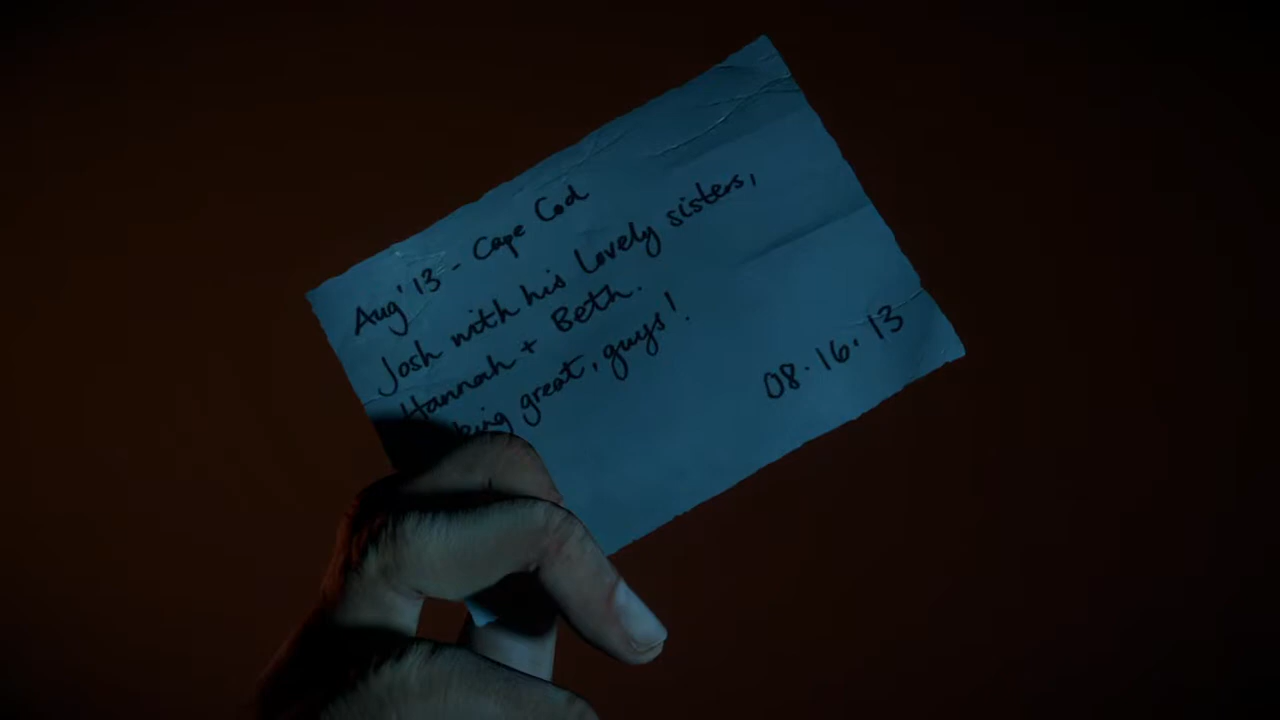 Aug '13 - Cape Cod
Josh with his lovely sisters,
Hannah + Beth.
great, guys!
08.16.13